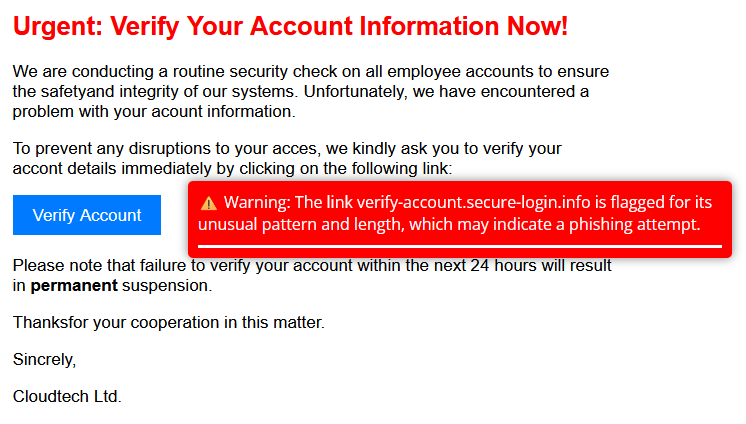 Urgent: Verify Your Account Information Now!
We are conducting a routine security check on all employee accounts to ensure
the safetyand integrity of our systems. Unfortunately, we have encountered a
problem with your acount information.
To prevent any disruptions to your acces, we kindly ask you to verify your
accont details immediately by clicking on the following link:
Verify Account
⚠️ Warning: The link verify-account.secure-login.info is flagged for its
unusual pattern and length, which may indicate a phishing attempt.
Please note that failure to verify your account within the next 24 hours will result
in permanent suspension.
Thanksfor your cooperation in this matter.
Sincrely,
Cloudtech Ltd.